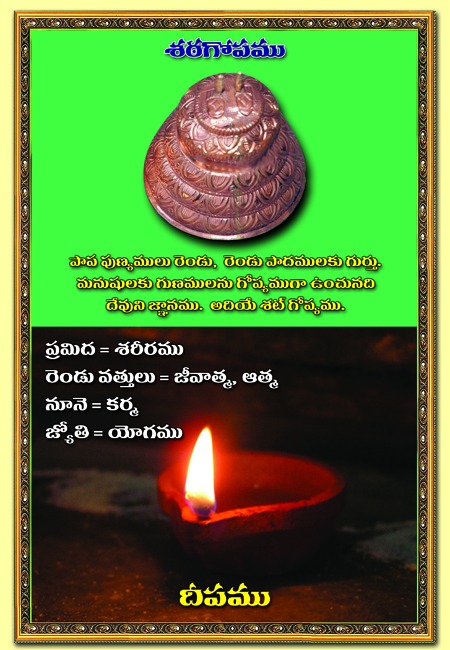 శఠగోపము
పాప పుణ్యములు రెండు, రెండు పాదములకు గుర్తు.
మనుషులకు గుణములను గోప్యముగా ఉంచునది
దేవుని జ్ఞానము. అదియే శట్ గోప్యము.
ప్రమిద = శరీరము
రెండు వత్తులు = జీవాత్మ, ఆత్మ
నూనె = కర్మ
జ్యోతి = యోగము
దీపము